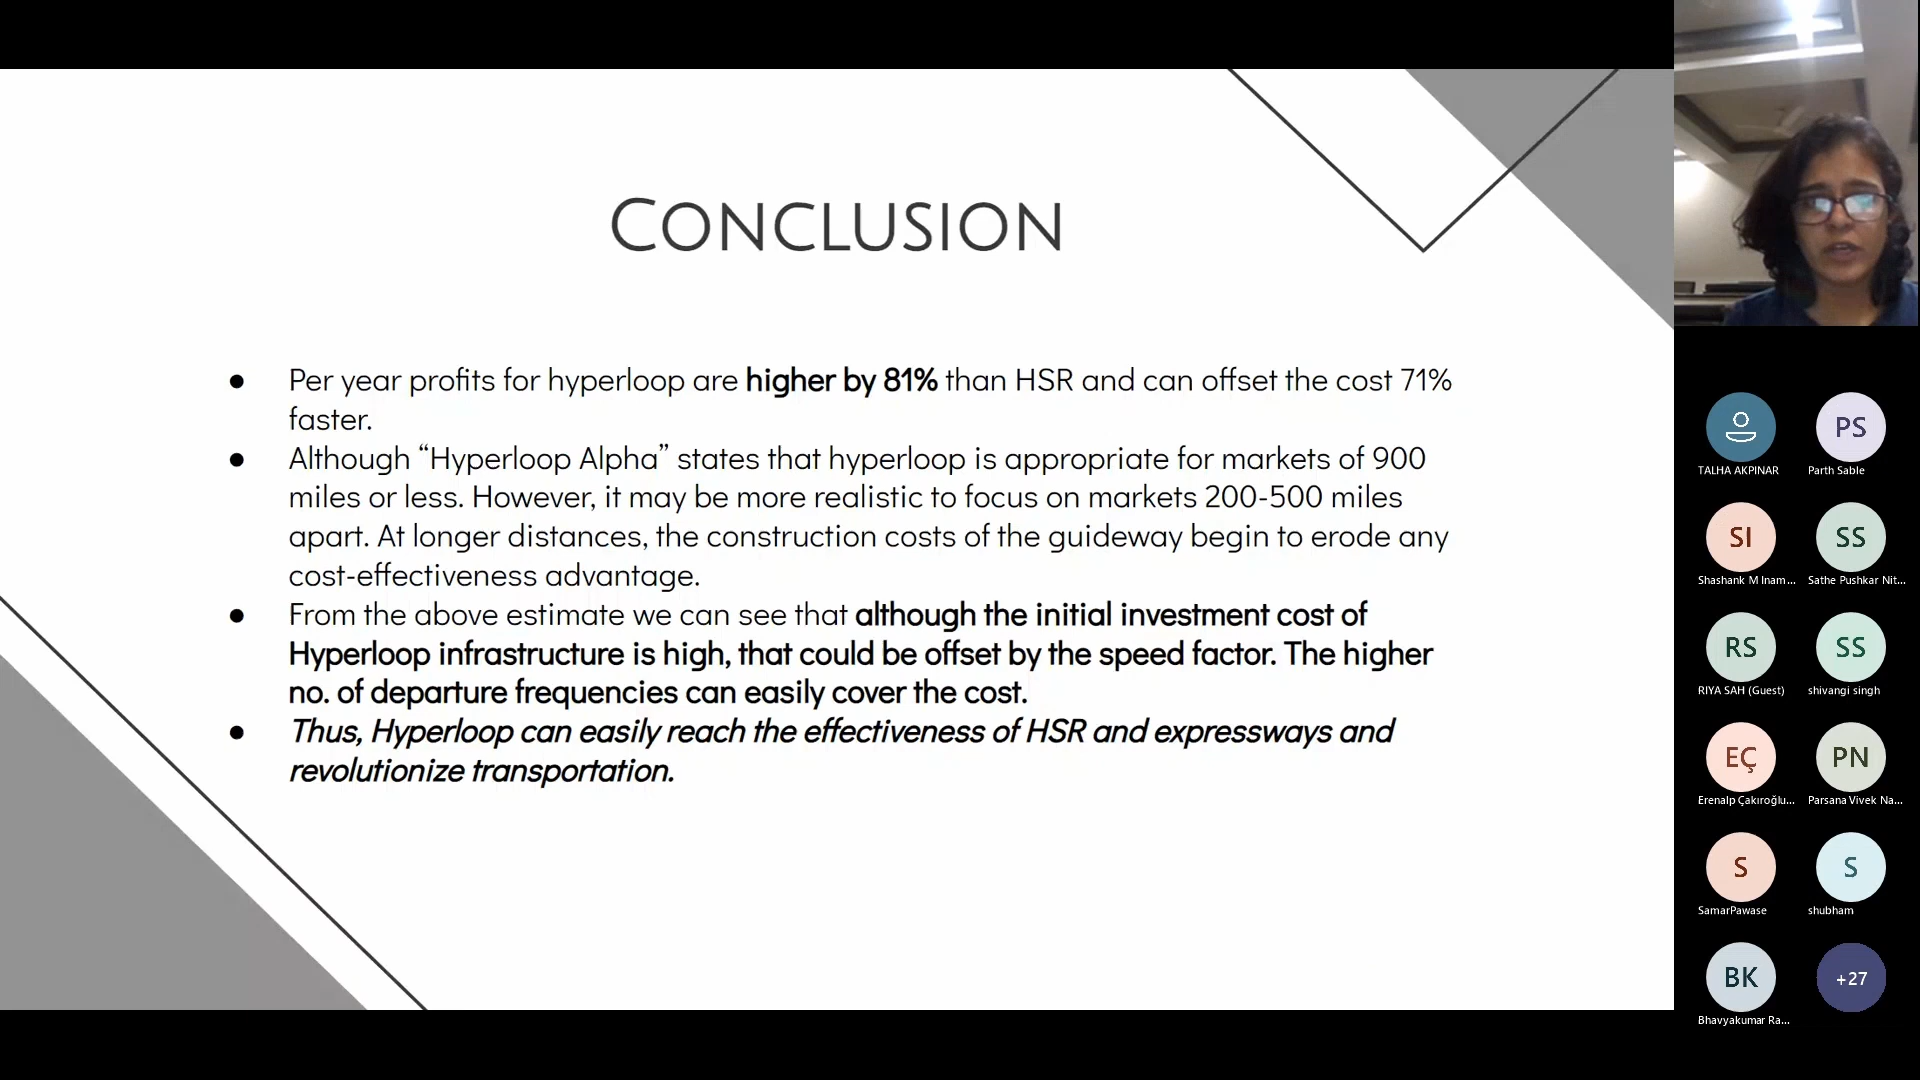 CONCLUSION
● Per year profits for hyperloop are higher by 81% than HSR and can offset the cost 71%
faster.
● Although “Hyperloop Alpha” states that hyperloop is appropriate for markets of 900
miles or less. However, it may be more realistic to focus on markets 200-500 miles
apart. At longer distances, the construction costs of the guideway begin to erode any
cost-effectiveness advantage.
● From the above estimate we can see that although the initial investment cost of
Hyperloop infrastructure is high, that could be offset by the speed factor. The higher
no. of departure frequencies can easily cover the cost.
● Thus, Hyperloop can easily reach the effectiveness of HSR and expressways and
revolutionize transportation.
PS
TALHA AKPINAR
Parth Sable
SI
SS
Shashank M Inam...
Sathe Pushkar Nit...
RS
SS
RIYA SAH (Guest)
shivangi singh
EÇ
PN
Erenalp Çakıroğlu...
Parsana Vivek Na...
S
S
SamarPawase
shubham
BK
+27
Bhavyakumar Ra...